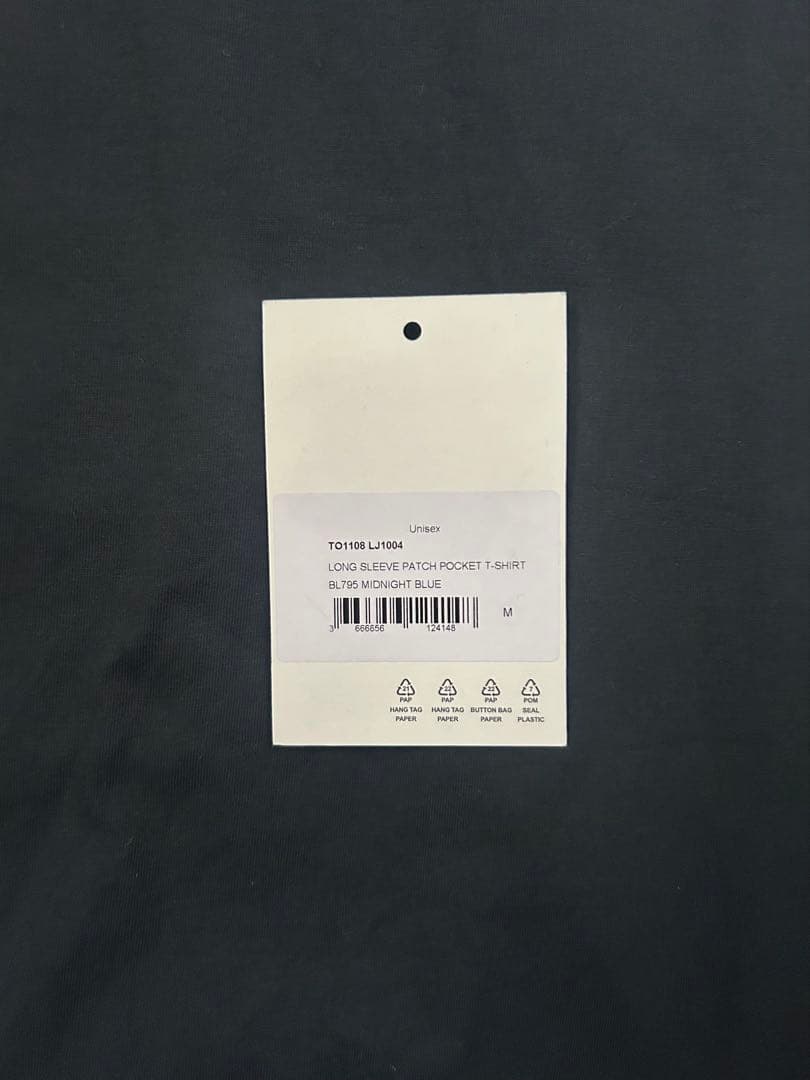 Unisex
TO1108 LJ1004
LONG SLEEVE PATCH POCKET T-SHIRT
BL795 MIDNIGHT BLUE
M
3 666656 124148
21 22 22 7
PAP PAP PAP POM
HANG TAG HANG TAG BUTTON BAG SEAL
PAPER PAPER PAPER PLASTIC